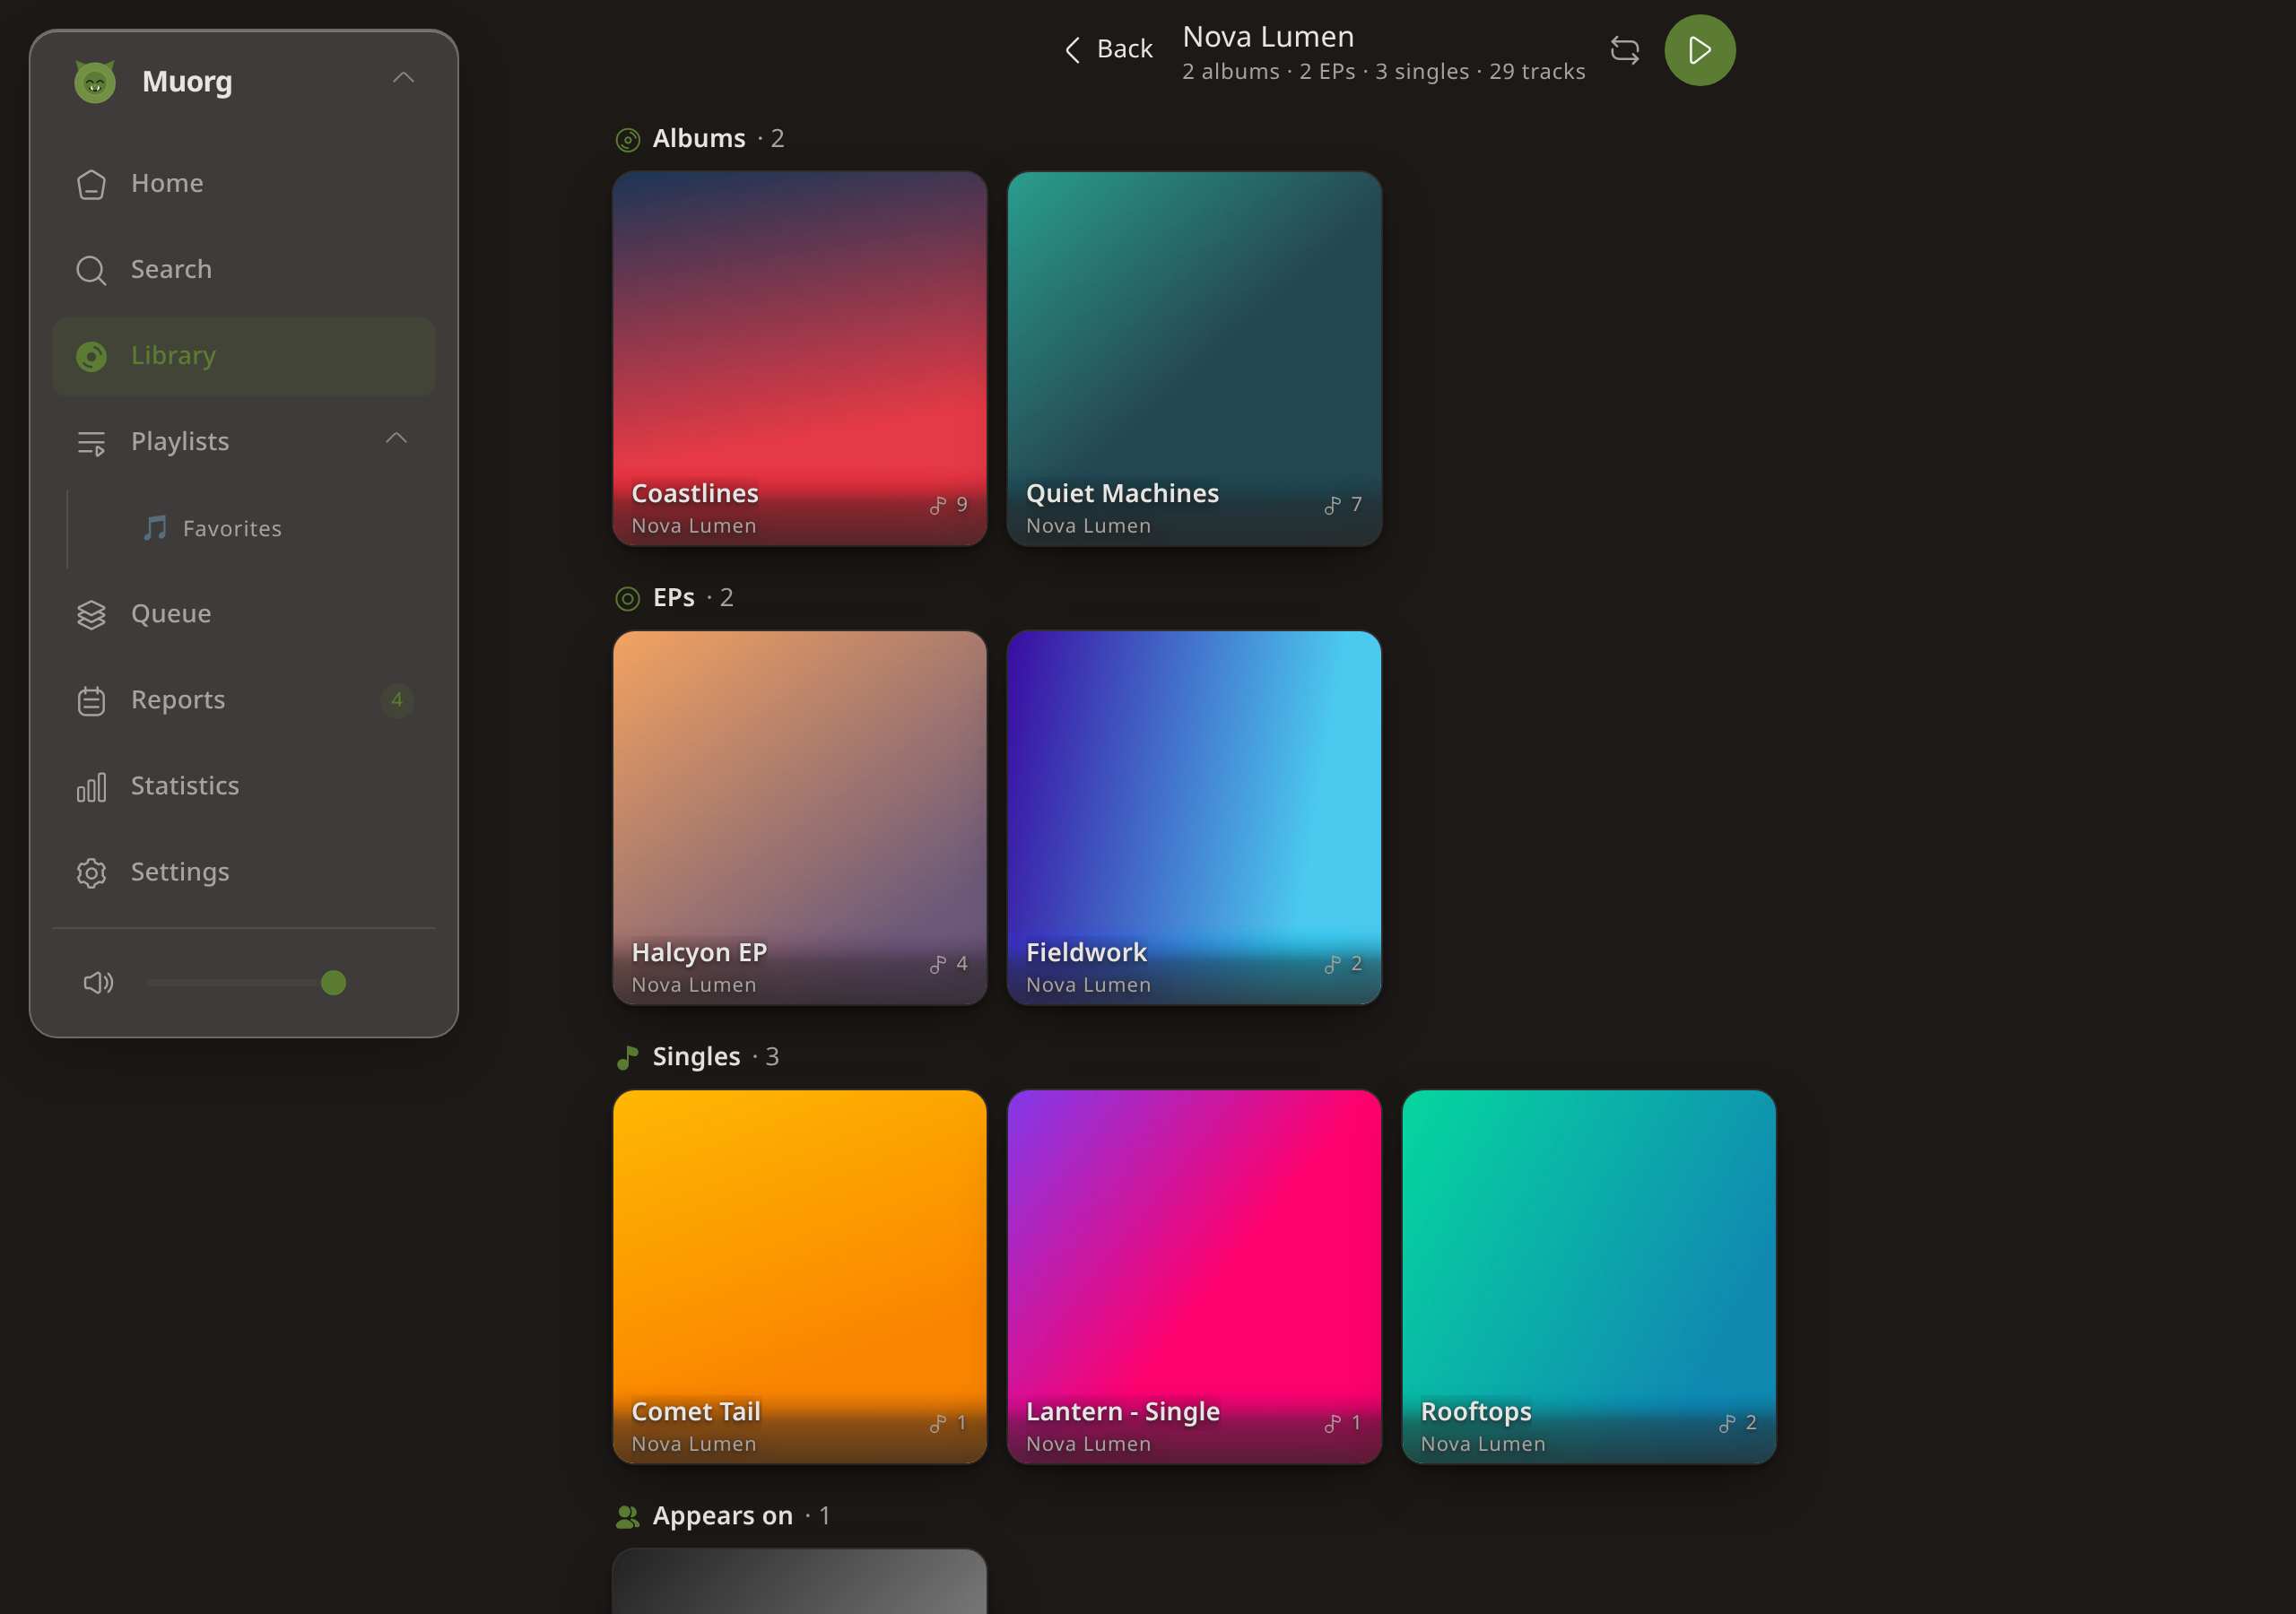 Muorg
Home
Search
Library
Playlists
Favorites
Queue
Reports 4
Statistics
Settings
Back
Nova Lumen
2 albums · 2 EPs · 3 singles · 29 tracks
Albums · 2
Coastlines
Nova Lumen
9
Quiet Machines
Nova Lumen
7
EPs · 2
Halcyon EP
Nova Lumen
4
Fieldwork
Nova Lumen
2
Singles · 3
Comet Tail
Nova Lumen
1
Lantern - Single
Nova Lumen
1
Rooftops
Nova Lumen
2
Appears on · 1